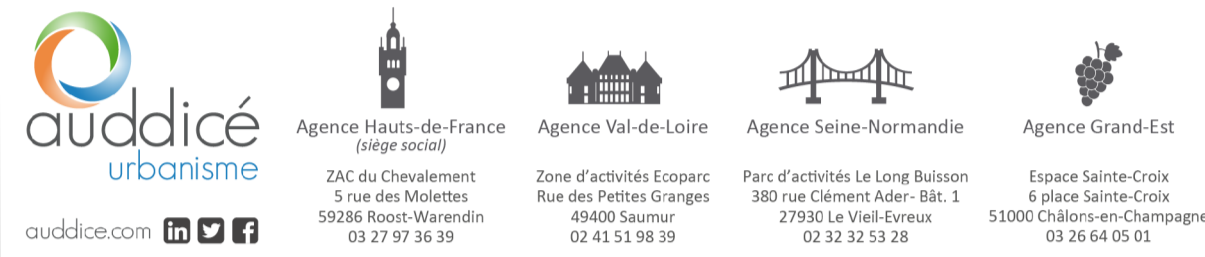 auddicé
urbanisme
auddice.com
Agence Hauts-de-France
(siège social)
ZAC du Chevalement
5 rue des Molettes
59286 Roost-Warendin
03 27 97 36 39
Agence Val-de-Loire
Zone d'activités Ecoparc
Rue des Petites Granges
49400 Saumur
02 41 51 98 39
Agence Seine-Normandie
Parc d'activités Le Long Buisson
380 rue Clément Ader- Bât. 1
27930 Le Vieil-Evreux
02 32 32 53 28
Agence Grand-Est
Espace Sainte-Croix
6 place Sainte-Croix
51000 Châlons-en-Champagne
03 26 64 05 01